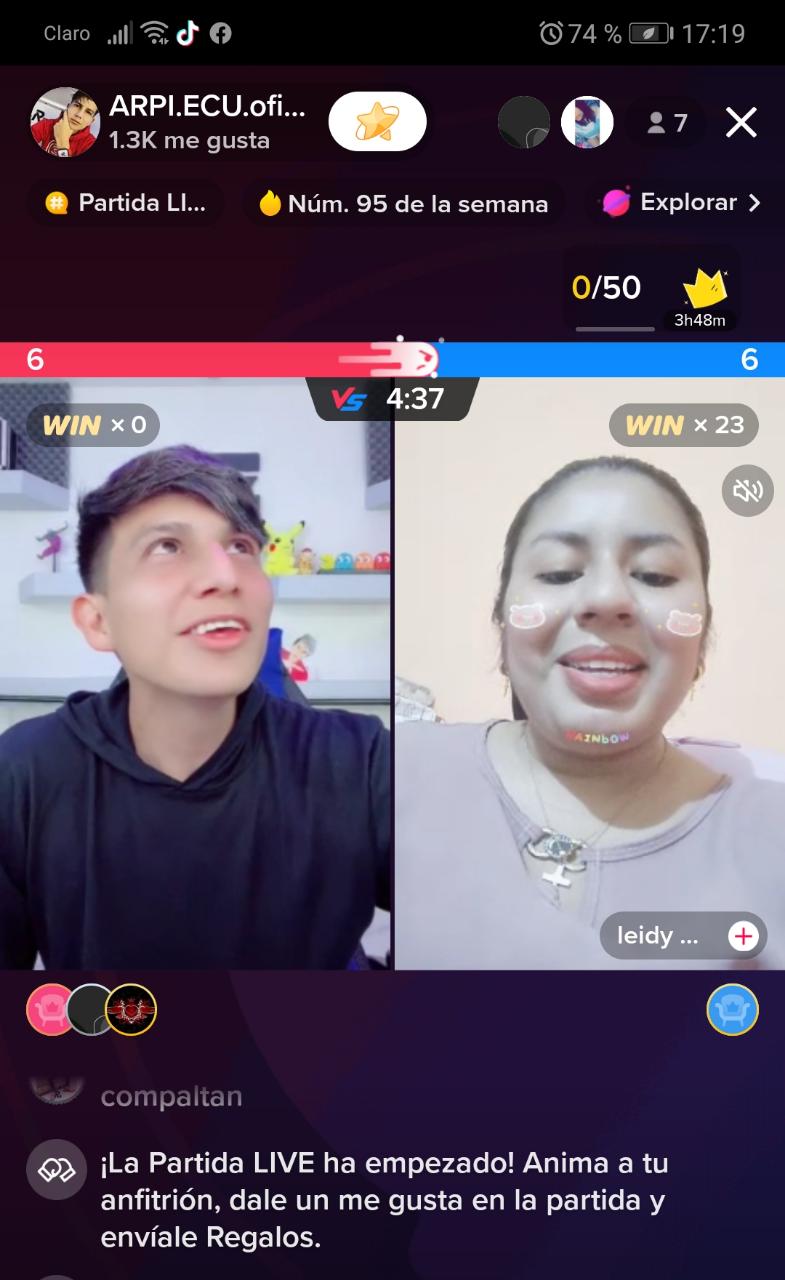 Claro 74 % 17:19
ARPI.ECU.ofi...
1.3K me gusta
7
Partida LI... Núm. 95 de la semana Explorar
0/50
3h48m
6 6
VS 4:37
WIN × 0 WIN × 23
RAINbOW
leidy ...
compaltan
¡La Partida LIVE ha empezado! Anima a tu
anfitrión, dale un me gusta en la partida y
envíale Regalos.